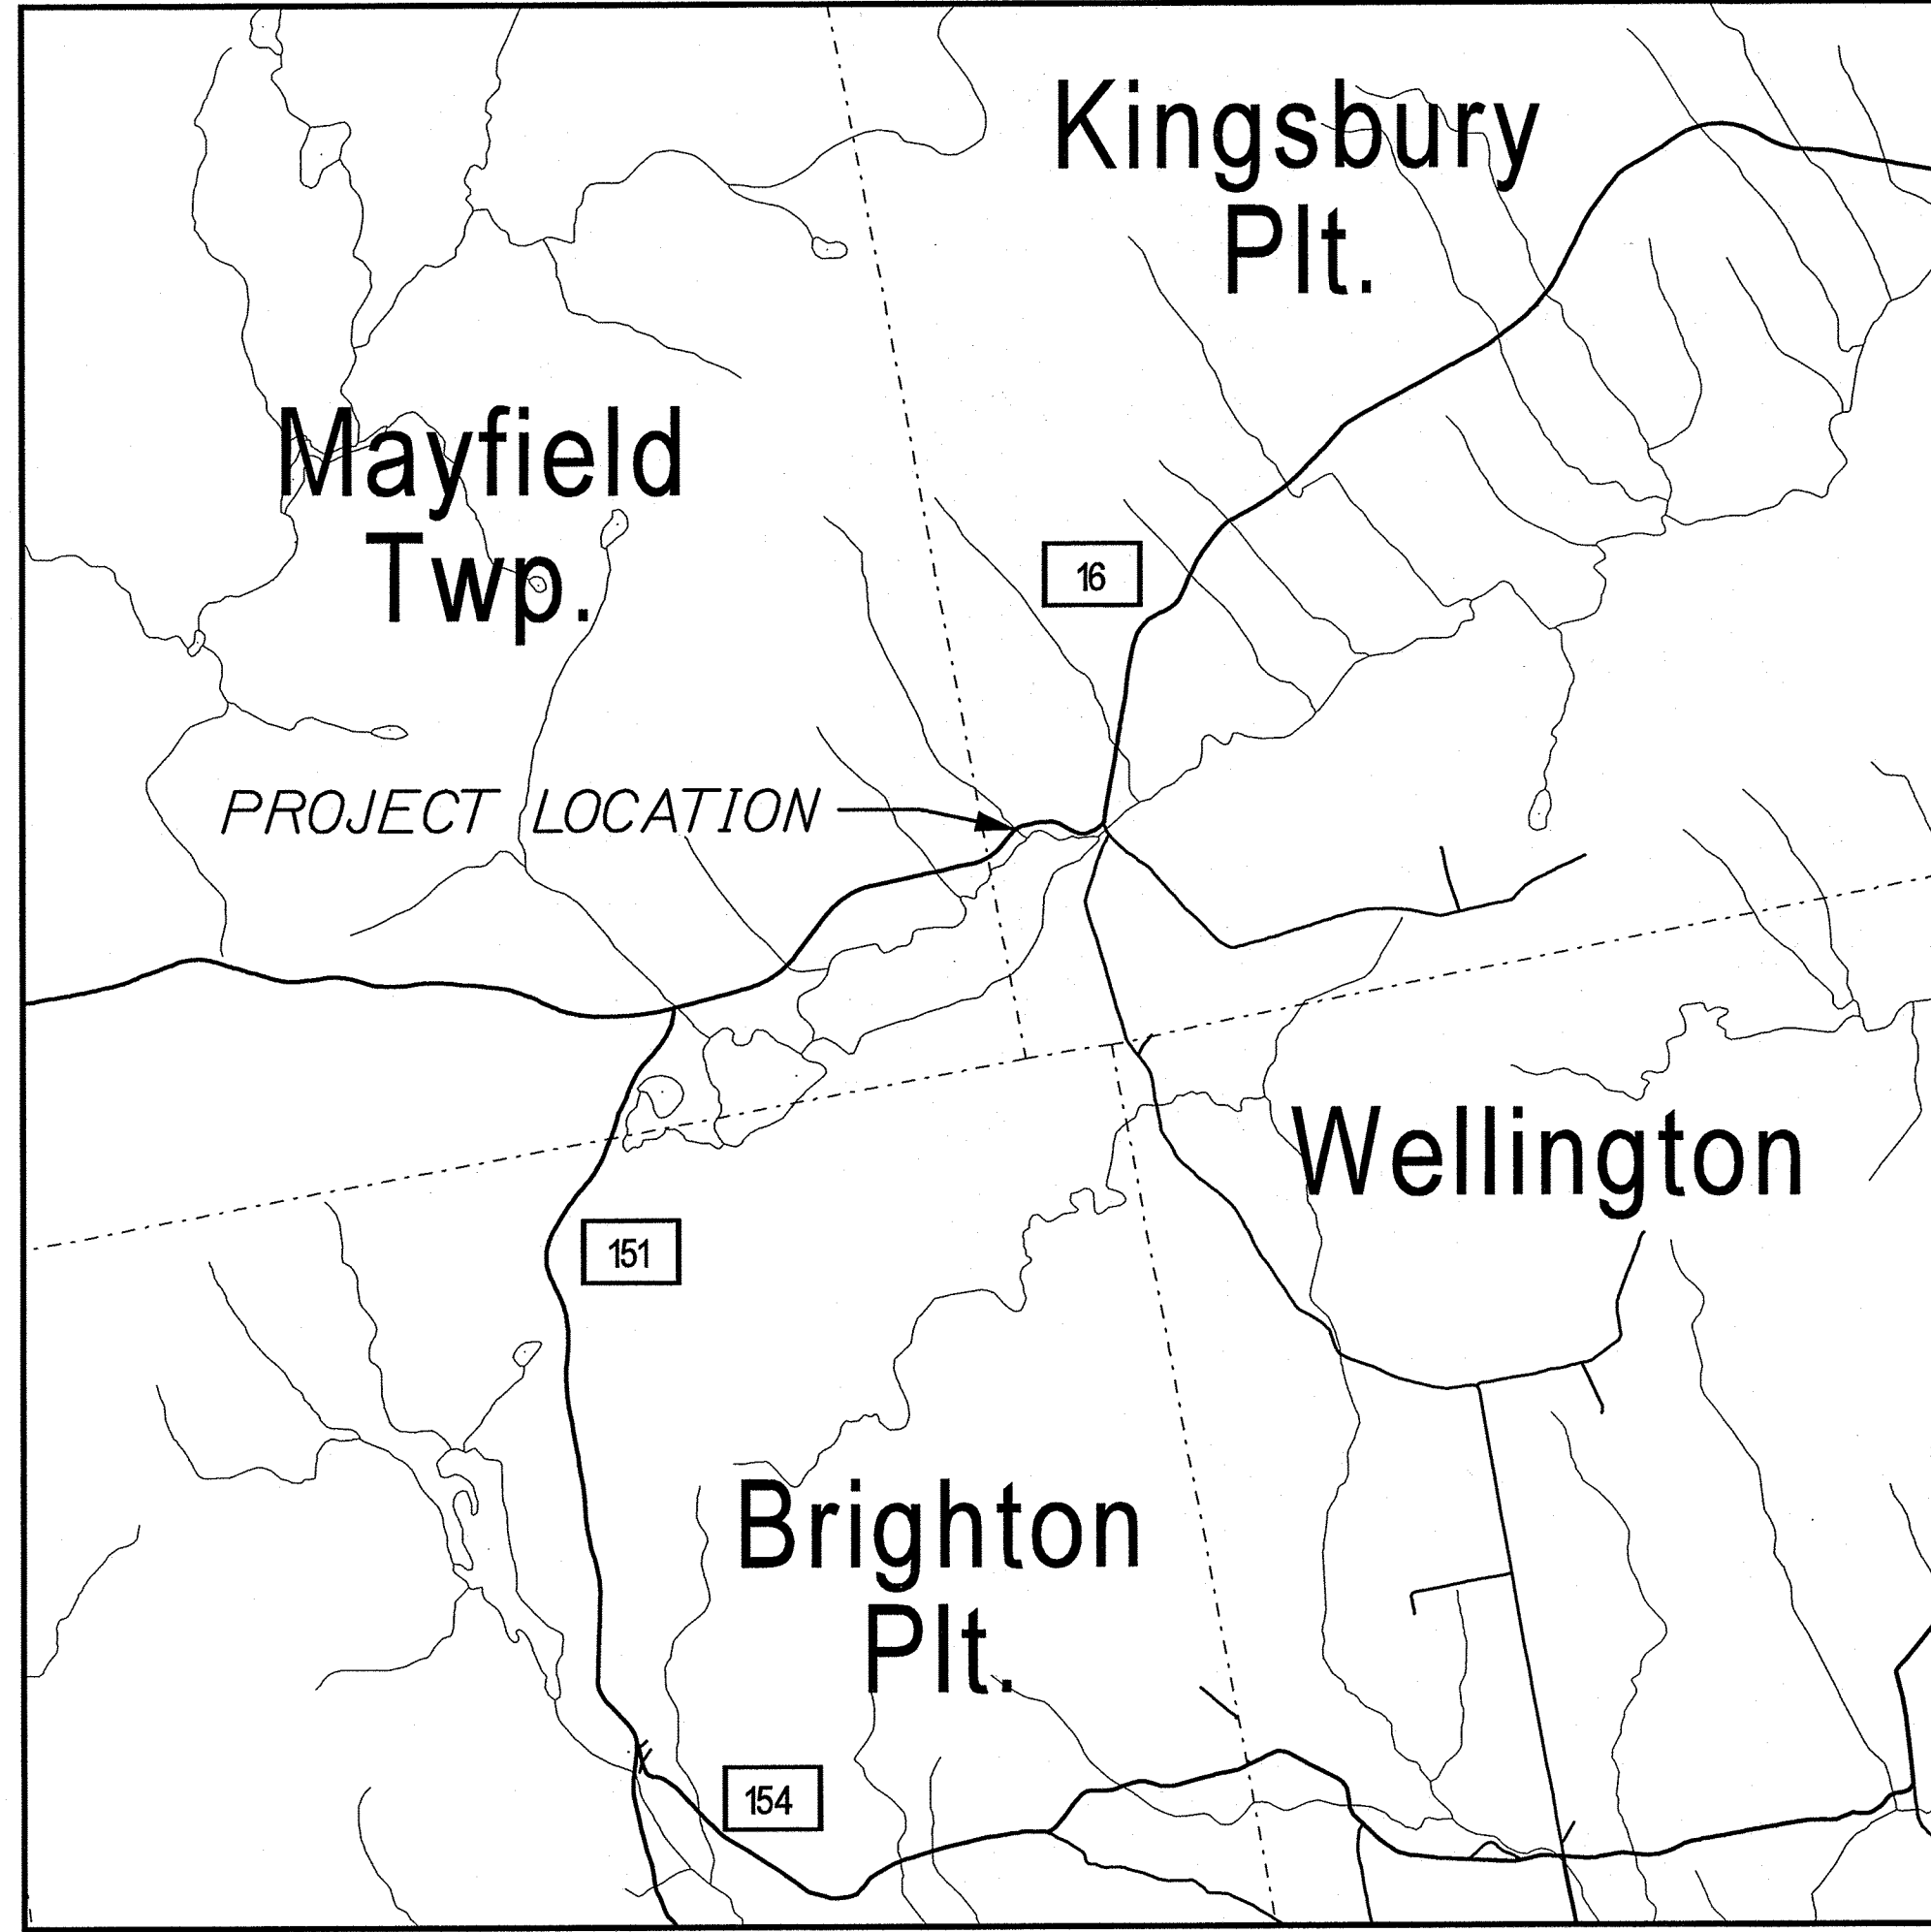 Kingsbury
Plt.
Mayfield
Twp.
16
PROJECT LOCATION
Wellington
151
Brighton
Plt.
154